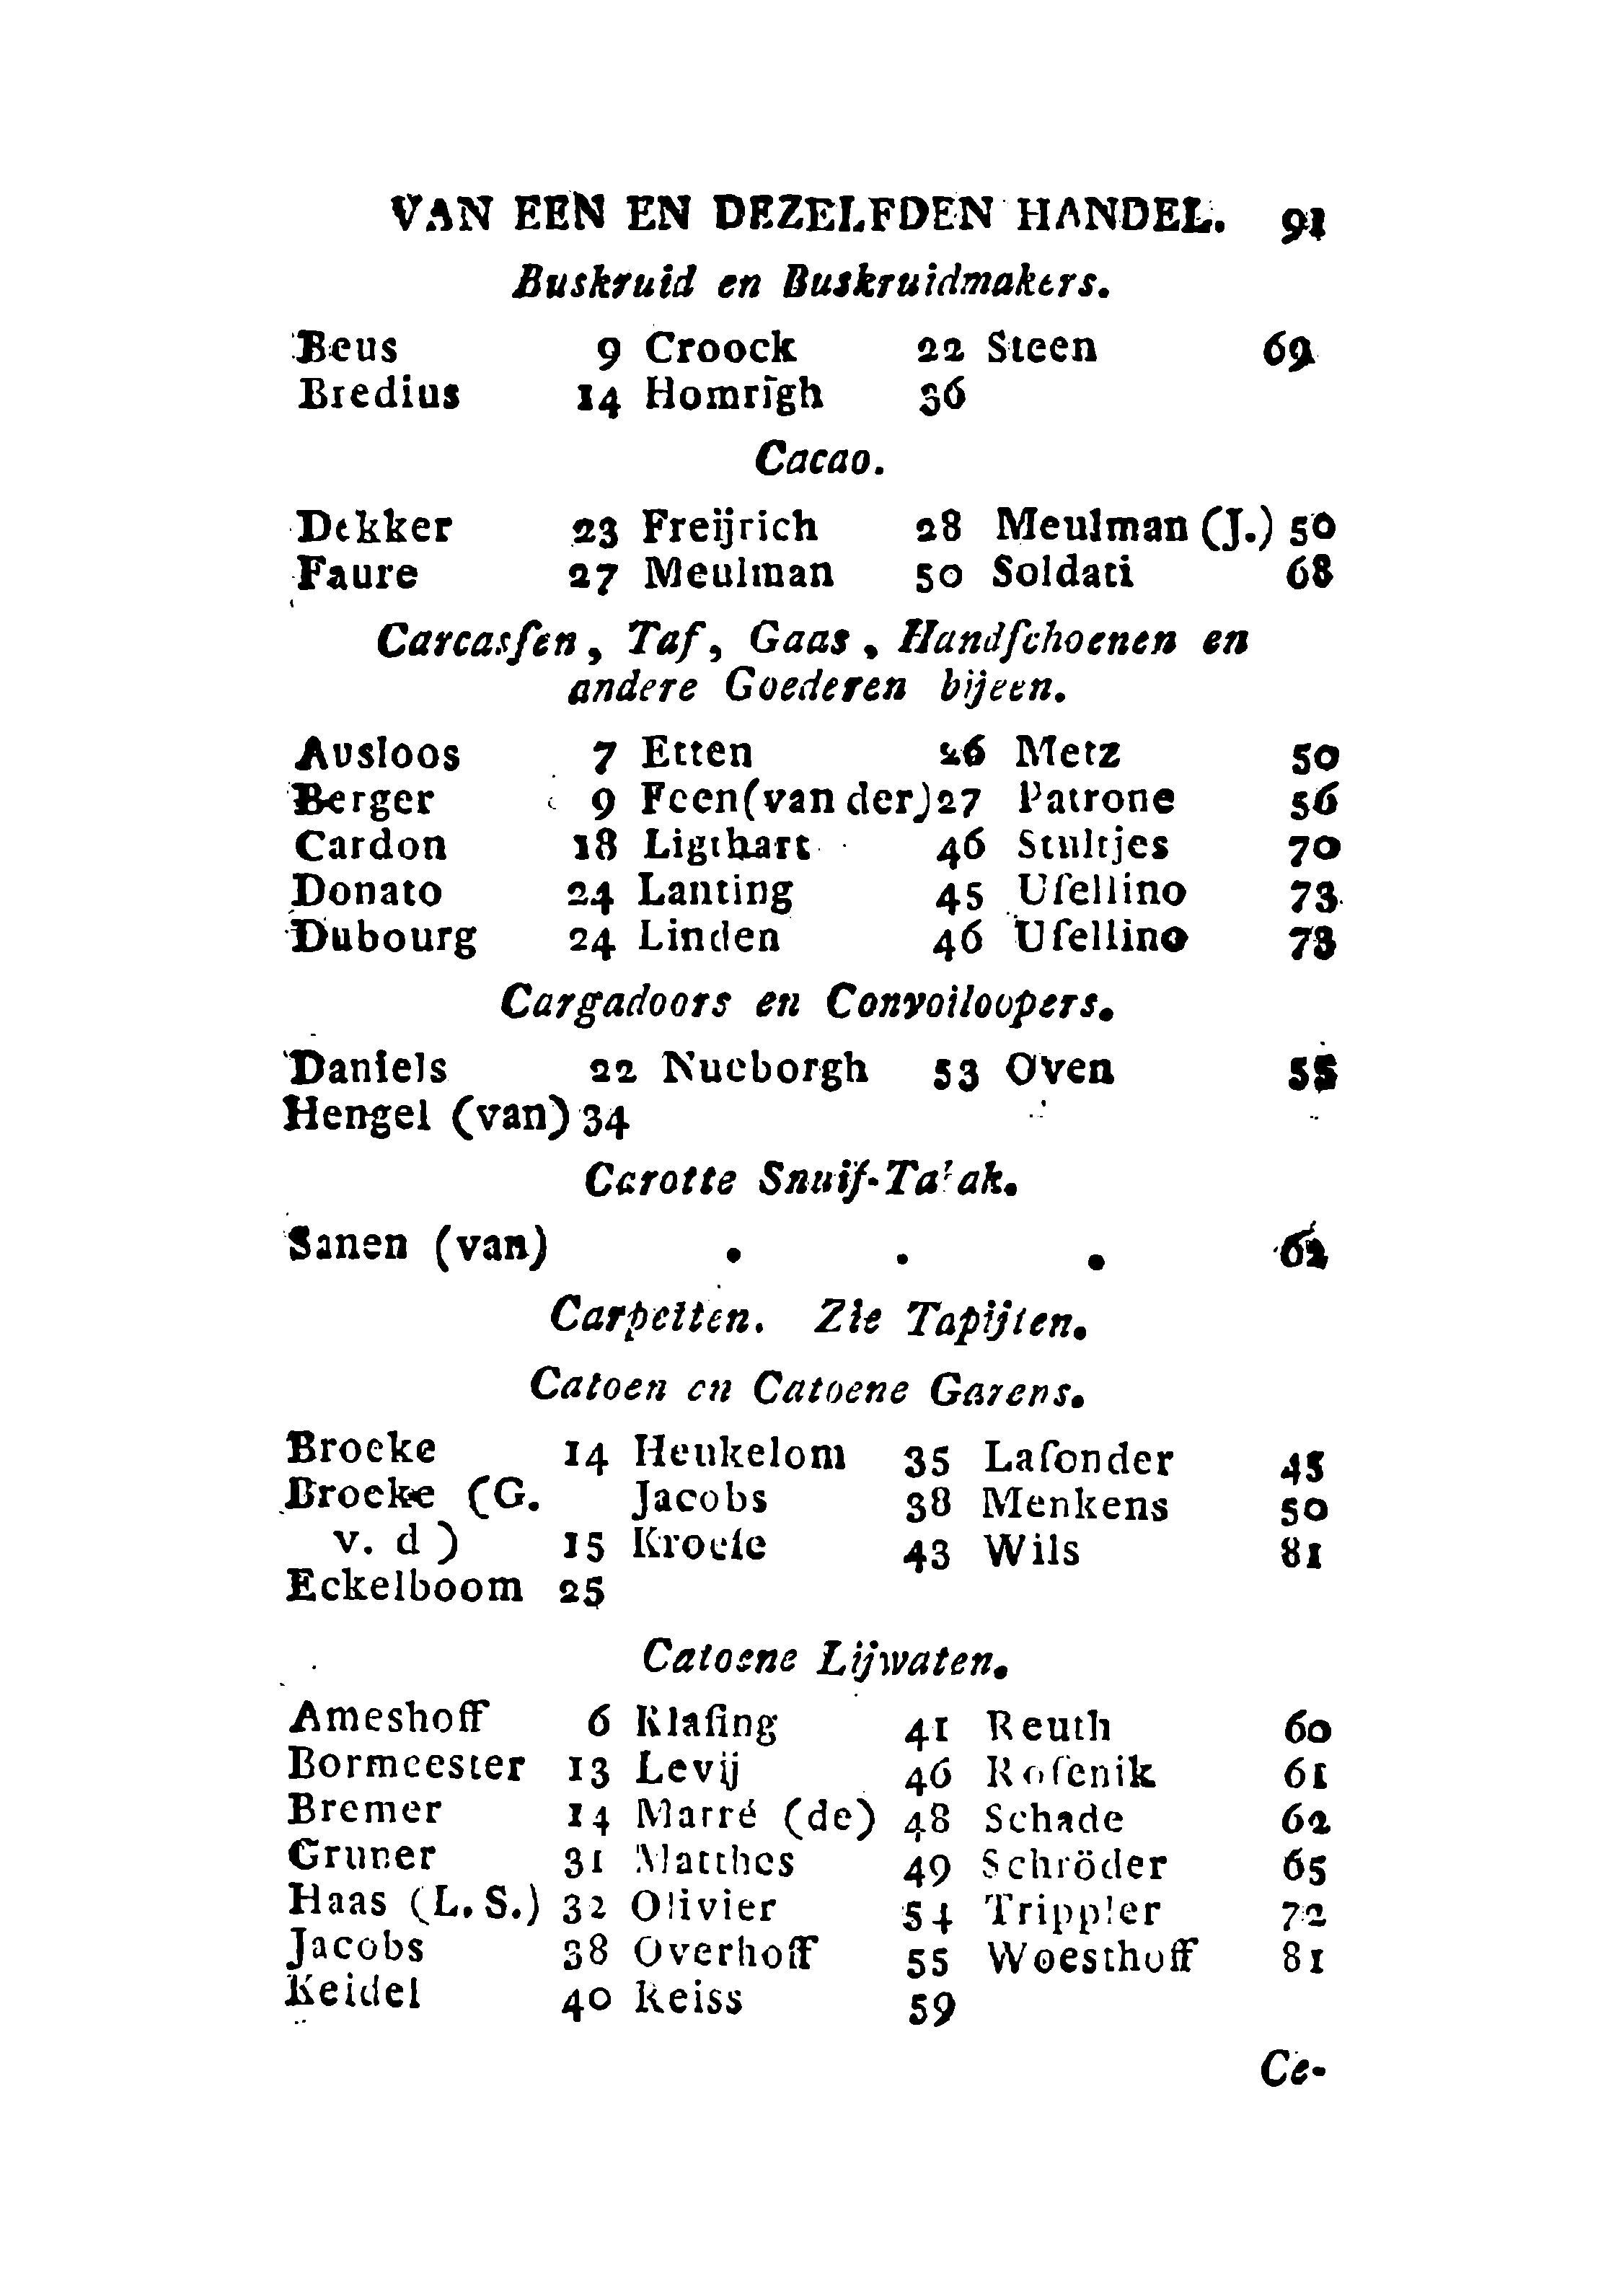 VAN EEN EN DEZELFDEN HANDEL. 91
Buskruid en Buskruidmakers.
Beus 9 Croock 22 Steen 69
Bredius 14 Homrigh 36
Cacao.
Dekker 23 Freijrich 28 Meulman (J.) 50
Faure 27 Meulman 50 Soldati 68
Carcasſen, Taf, Gaas, Handſchoenen en
andere Goederen bijeen.
Ausloos 7 Etten 26 Metz 50
Berger 9 Feen (van der) 27 Patrone 56
Cardon 18 Ligthart 46 Stultjes 70
Donato 24 Lanting 45 Uſellino 73
Dubourg 24 Linden 46 Uſellino 73
Cargadoors en Convoiloopers.
Daniels 22 Nueborgh 53 Oven 55
Hengel (van) 34
Carotte Snuif-Tabak.
Sanen (van) . . . 62
Carpetten. Zie Tapijten.
Catoen en Catoene Garens.
Broeke 14 Heukelom 35 Laſonder 45
Broeke (G. Jacobs 38 Menkens 50
v. d) 15 Kroeſe 43 Wils 81
Eckelboom 25
Catoene Lijwaten.
Ameshoff 6 Klaſing 41 Reuth 60
Bormeester 13 Levij 46 Roſenik 61
Bremer 14 Marré (de) 48 Schade 62
Gruner 31 Matthes 49 Schröder 65
Haas (L. S.) 32 Olivier 54 Trippler 72
Jacobs 38 Overhoff 55 Woesthoff 81
Keidel 40 Reiss 59
Ce-